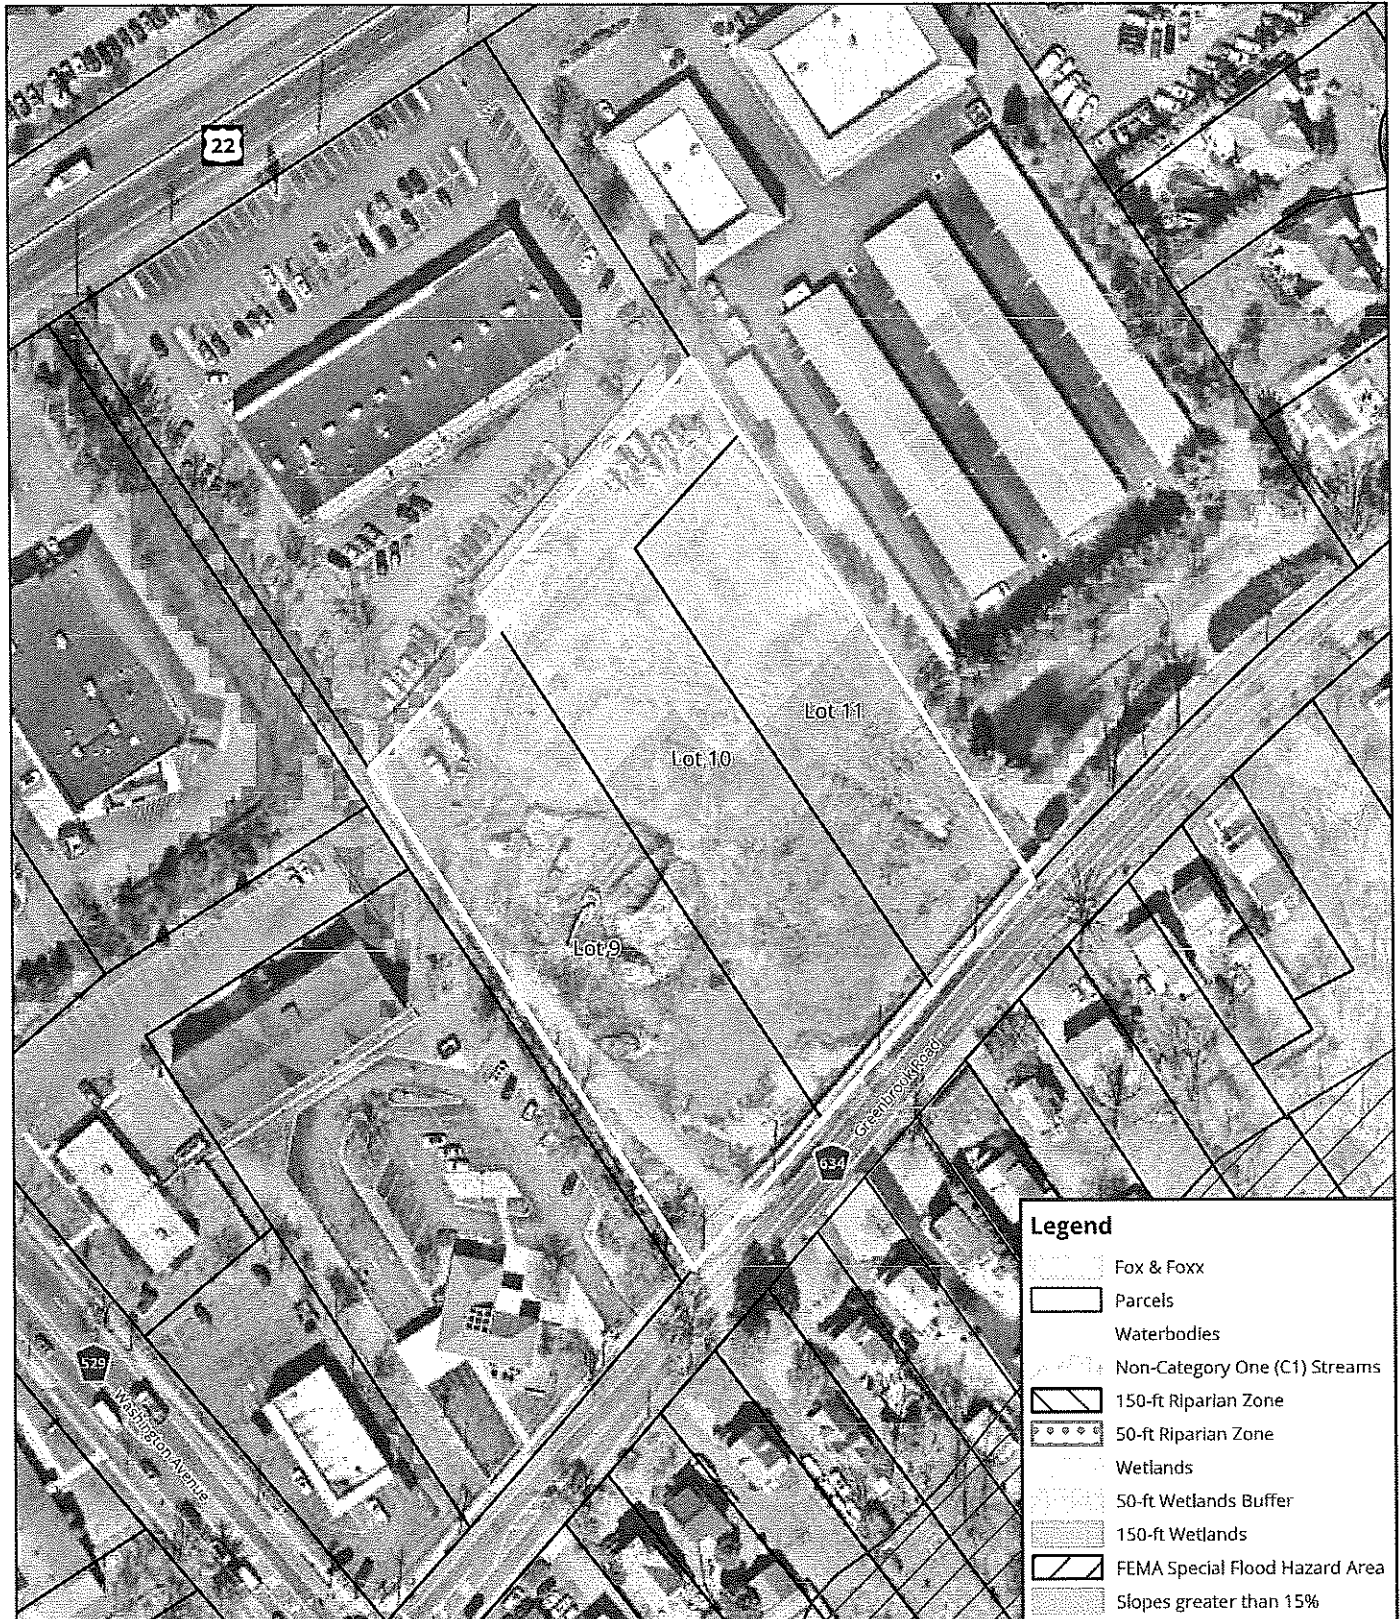 22
Lot 11
Lot 10
Lot 9
Greenbrook Road
634
529
Washington Avenue
Legend
Fox & Foxx
Parcels
Waterbodies
Non-Category One (C1) Streams
150-ft Riparian Zone
50-ft Riparian Zone
Wetlands
50-ft Wetlands Buffer
150-ft Wetlands
FEMA Special Flood Hazard Area
Slopes greater than 15%